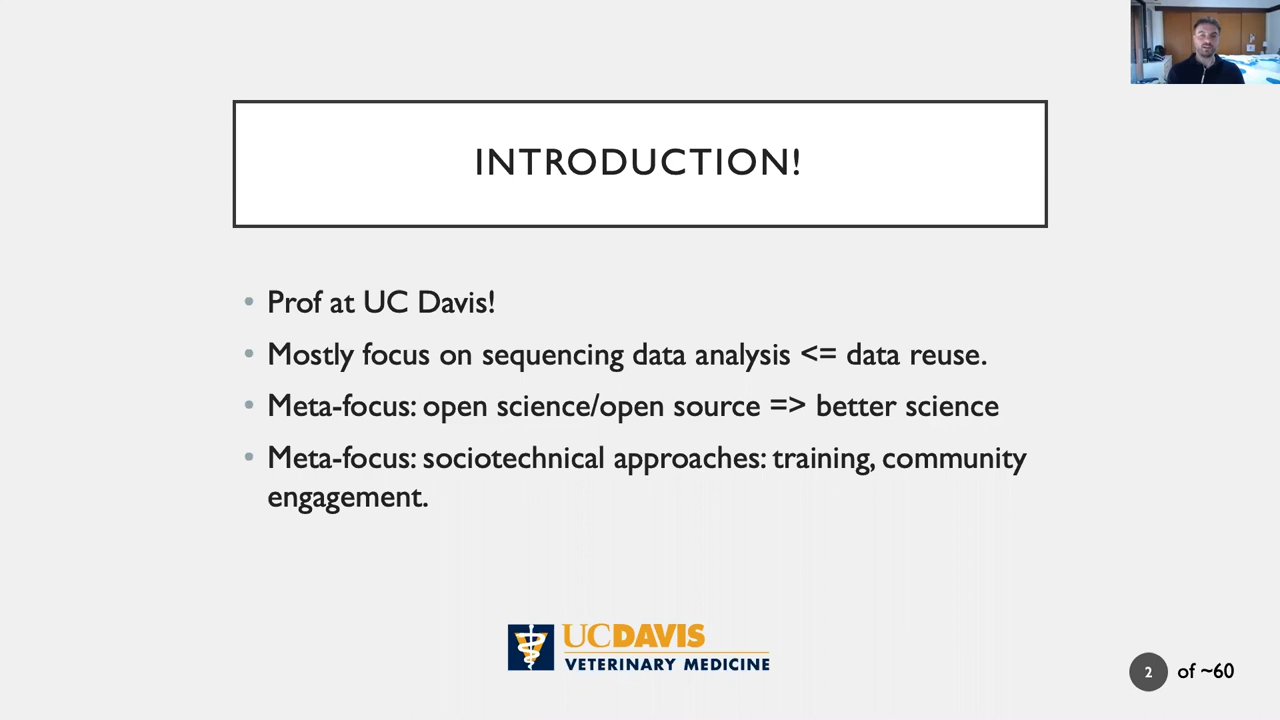 INTRODUCTION!
• Prof at UC Davis!
• Mostly focus on sequencing data analysis <= data reuse.
• Meta-focus: open science/open source => better science
• Meta-focus: sociotechnical approaches: training, community
engagement.
UCDAVIS
VETERINARY MEDICINE
2 of ~60